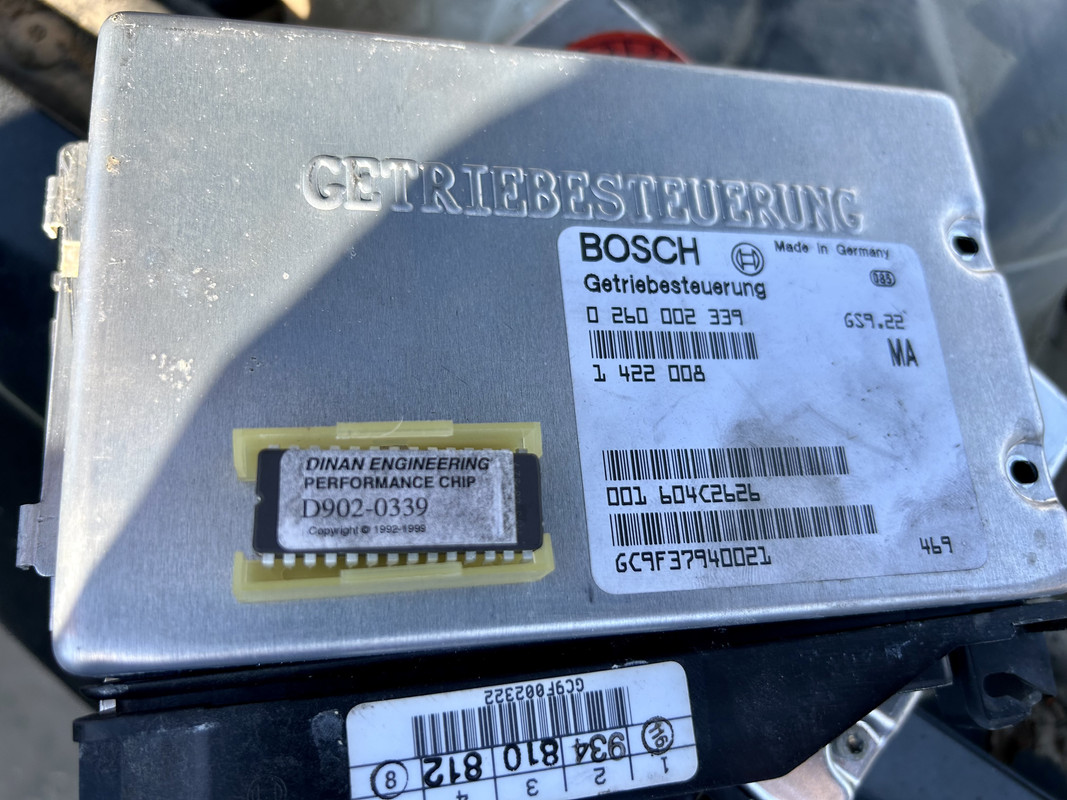 GETRIEBESTEUERUNG
BOSCH
Made in Germany
Getriebesteuerung
0 260 002 339
GS9.22
MA
1 422 008
001 604C2626
GC9F37940021
469
DINAN ENGINEERING
PERFORMANCE CHIP
D902-0339
Copyright © 1992-1999
1 2 3 4
934 810 812 8
GC9F002322